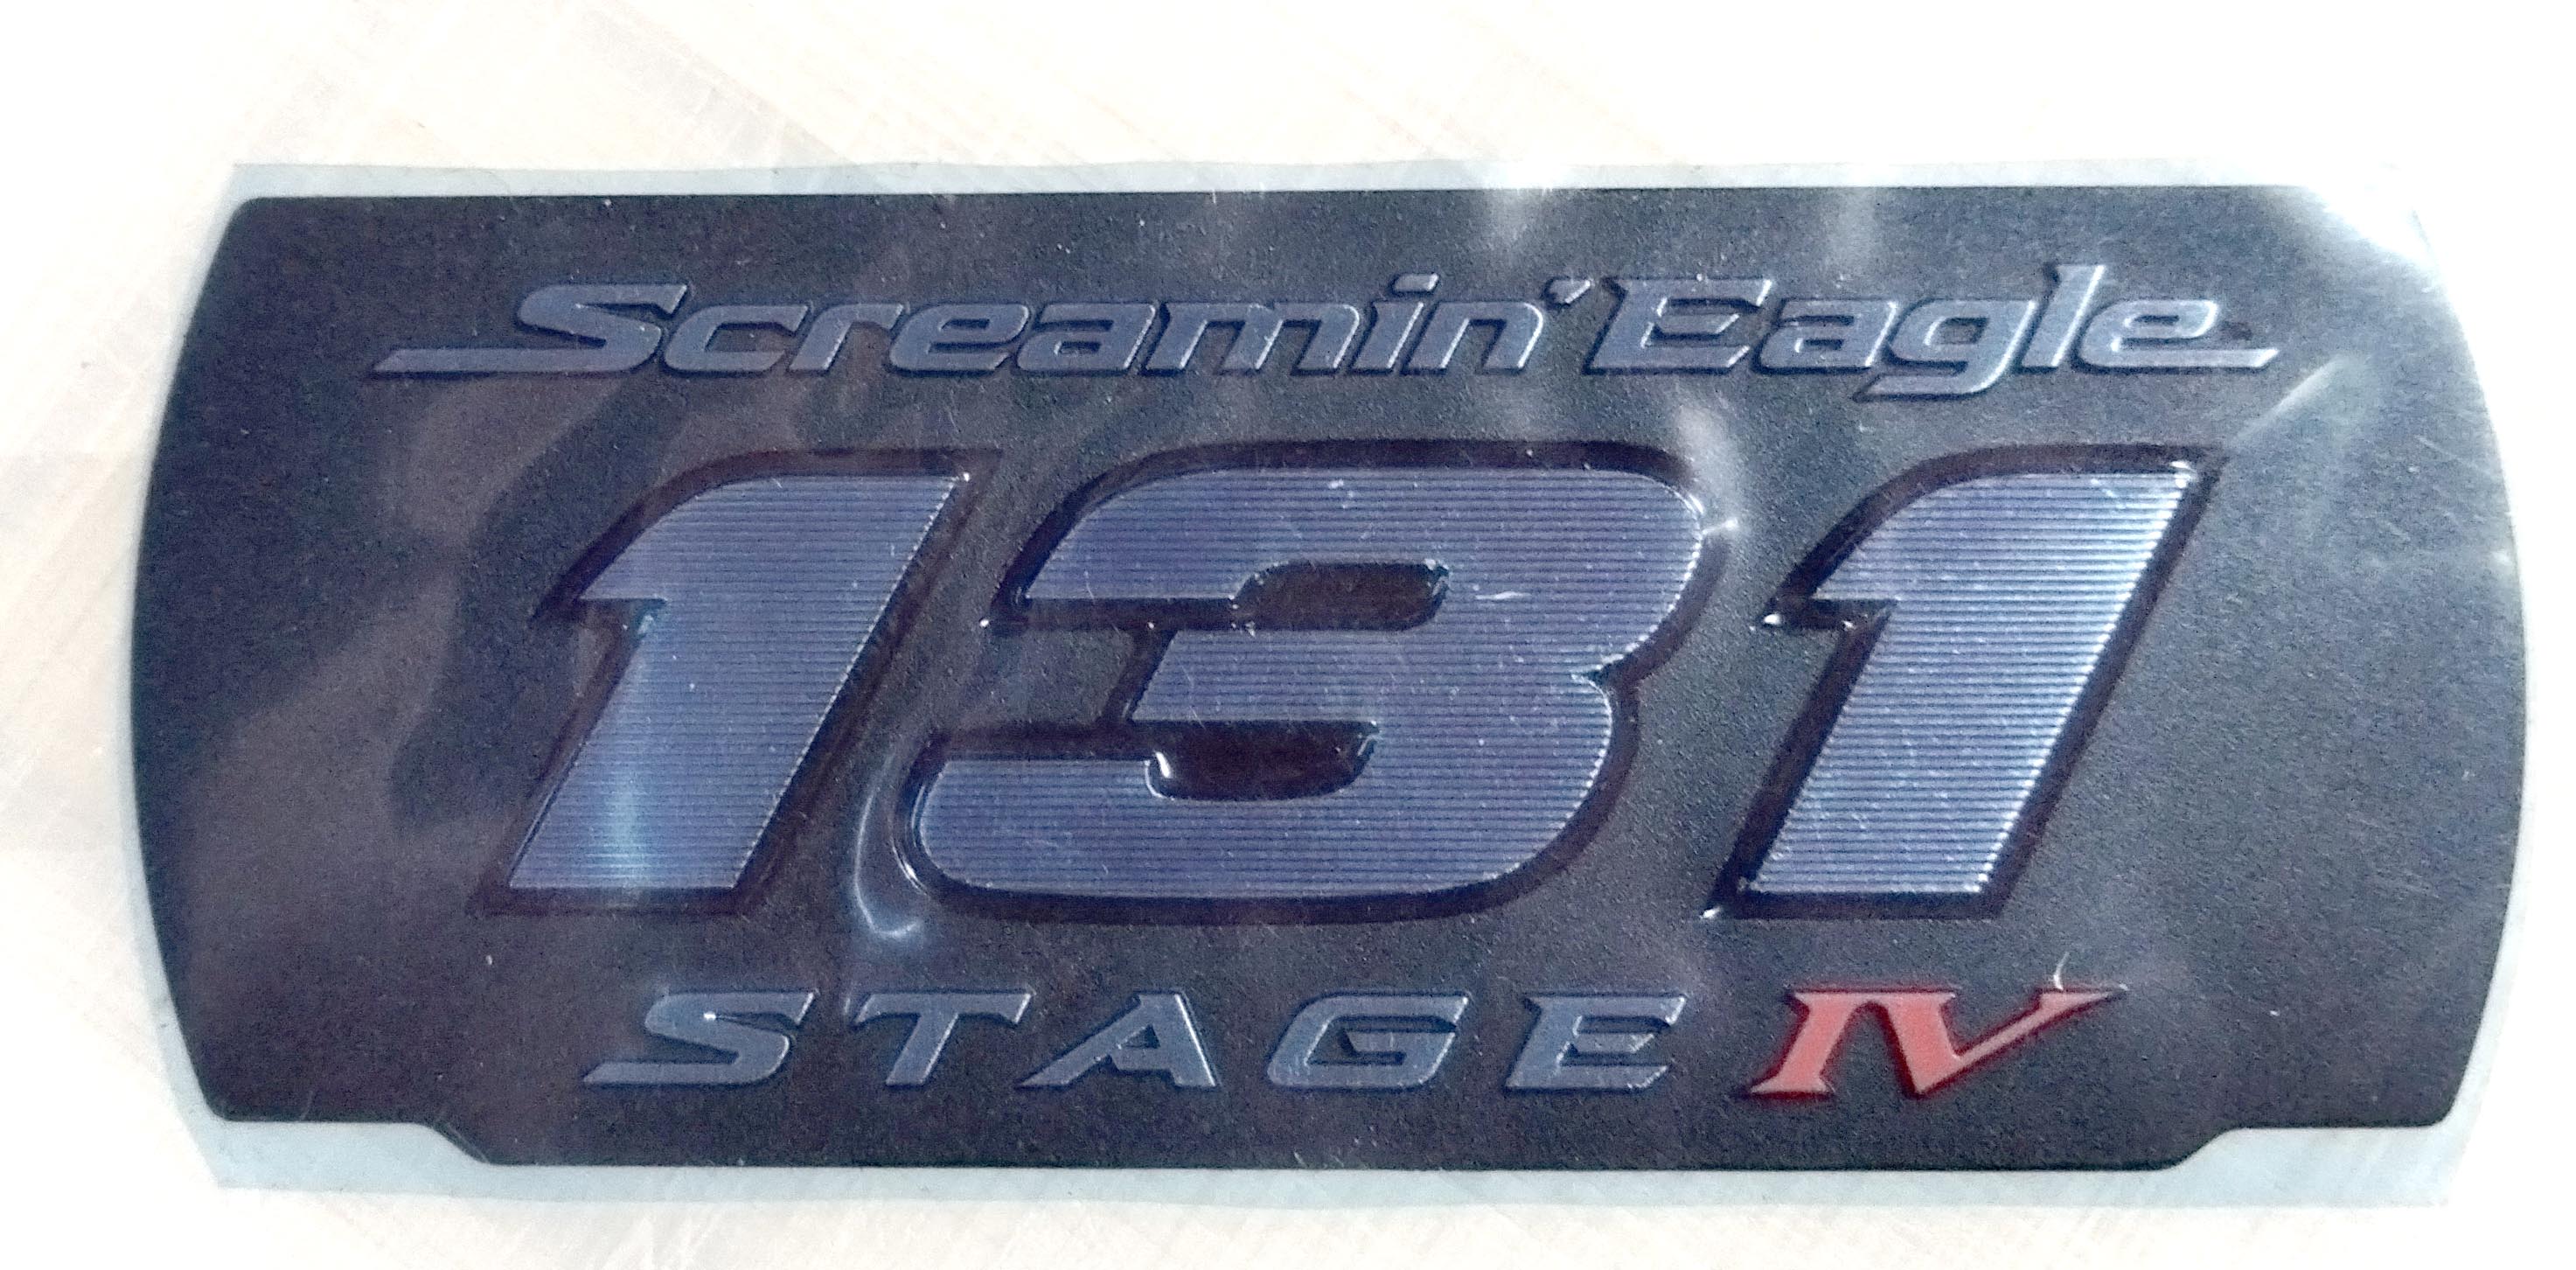 Screamin' Eagle
131
STAGE IV